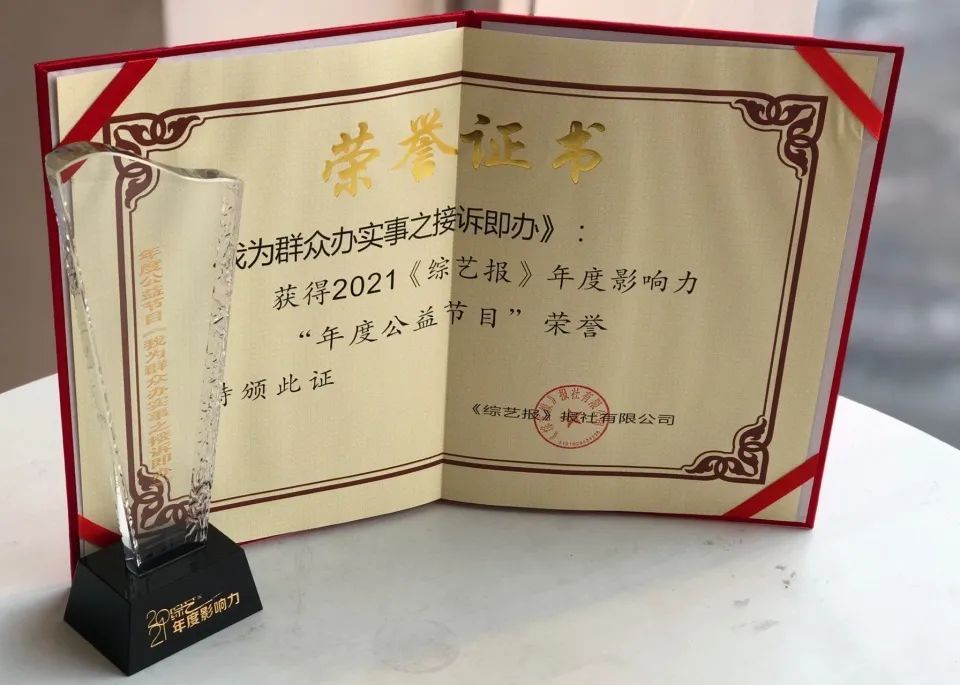 荣誉证书
我为群众办实事之接诉即办》：
获得2021《综艺报》年度影响力
“年度公益节目”荣誉
特颁此证
《综艺报》报社有限公司
年度公益节目《我为群众办实事之接诉即办
2021综艺
年度影响力